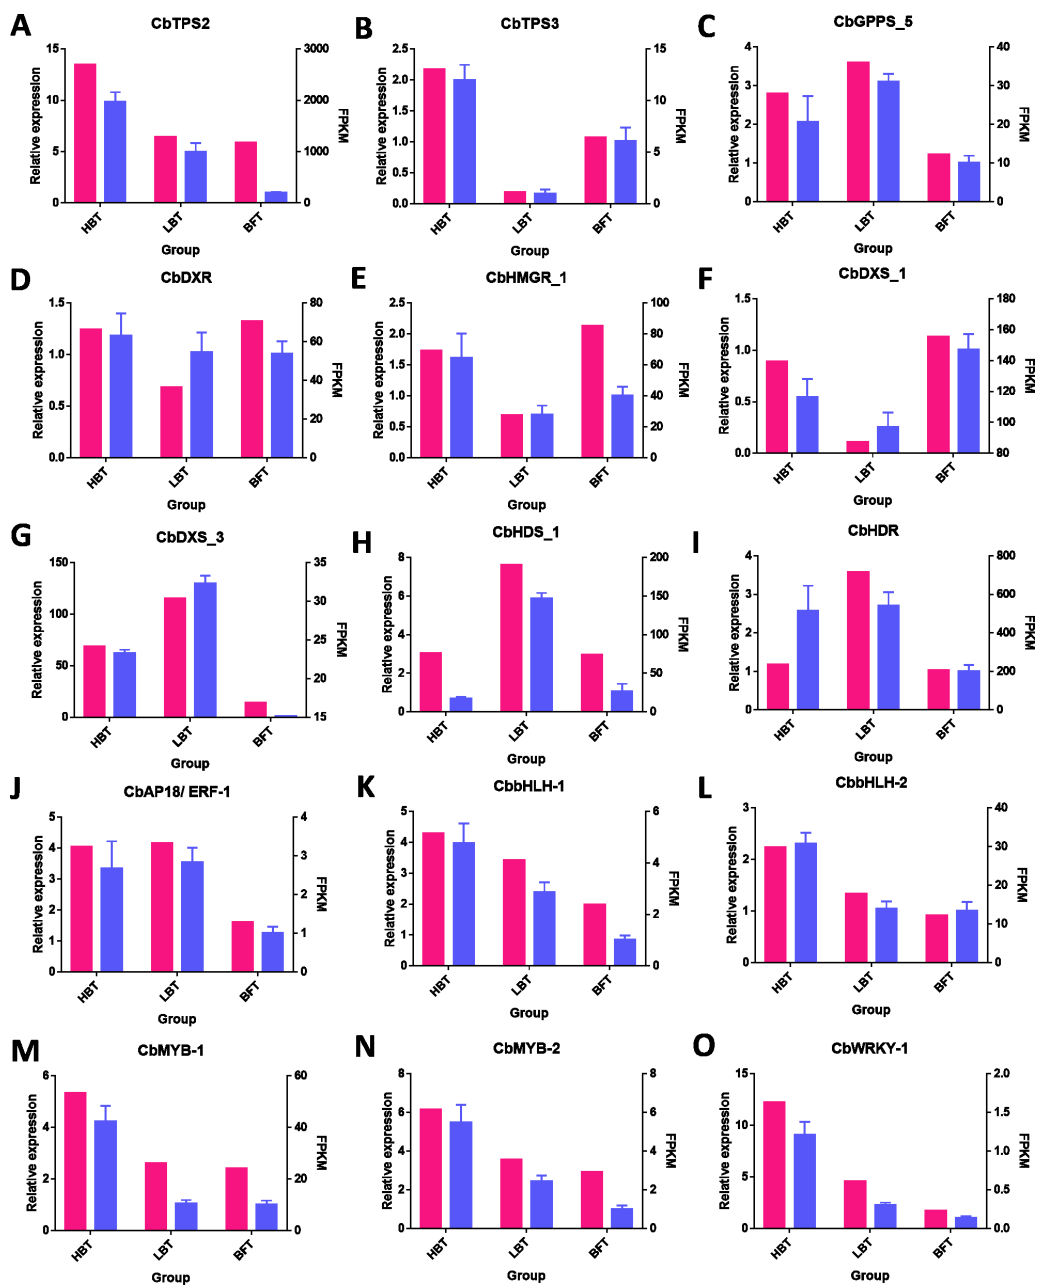 A
CbTPS2
15
10
5
0
Relative expression
3000
2000
1000
0
FPKM
HBT
LBT
BFT
Group
B
CbTPS3
2.5
2.0
1.5
1.0
0.5
0.0
Relative expression
15
10
5
0
FPKM
HBT
LBT
BFT
Group
C
CbGPPS_5
4
3
2
1
0
Relative expression
40
30
20
10
0
FPKM
HBT
LBT
BFT
Group
D
CbDXR
1.5
1.0
0.5
0.0
Relative expression
80
60
40
20
0
FPKM
HBT
LBT
BFT
Group
E
CbHMGR_1
2.5
2.0
1.5
1.0
0.5
0.0
Relative expression
100
80
60
40
20
0
FPKM
HBT
LBT
BFT
Group
F
CbDXS_1
1.5
1.0
0.5
0.0
Relative expression
180
160
140
120
100
80
FPKM
HBT
LBT
BFT
Group
G
CbDXS_3
150
100
50
0
Relative expression
35
30
25
20
15
FPKM
HBT
LBT
BFT
Group
H
CbHDS_1
8
6
4
2
0
Relative expression
200
150
100
50
0
FPKM
HBT
LBT
BFT
Group
I
CbHDR
4
3
2
1
0
Relative expression
800
600
400
200
0
FPKM
HBT
LBT
BFT
Group
J
CbAP18/ ERF-1
5
4
3
2
1
0
Relative expression
4
3
2
1
0
FPKM
HBT
LBT
BFT
Group
K
CbbHLH-1
5
4
3
2
1
0
Relative expression
6
4
2
0
FPKM
HBT
LBT
BFT
Group
L
CbbHLH-2
3
2
1
0
Relative expression
40
30
20
10
0
FPKM
HBT
LBT
BFT
Group
M
CbMYB-1
6
4
2
0
Relative expression
60
40
20
0
FPKM
HBT
LBT
BFT
Group
N
CbMYB-2
8
6
4
2
0
Relative expression
8
6
4
2
0
FPKM
HBT
LBT
BFT
Group
O
CbWRKY-1
15
10
5
0
Relative expression
2.0
1.5
1.0
0.5
0.0
FPKM
HBT
LBT
BFT
Group